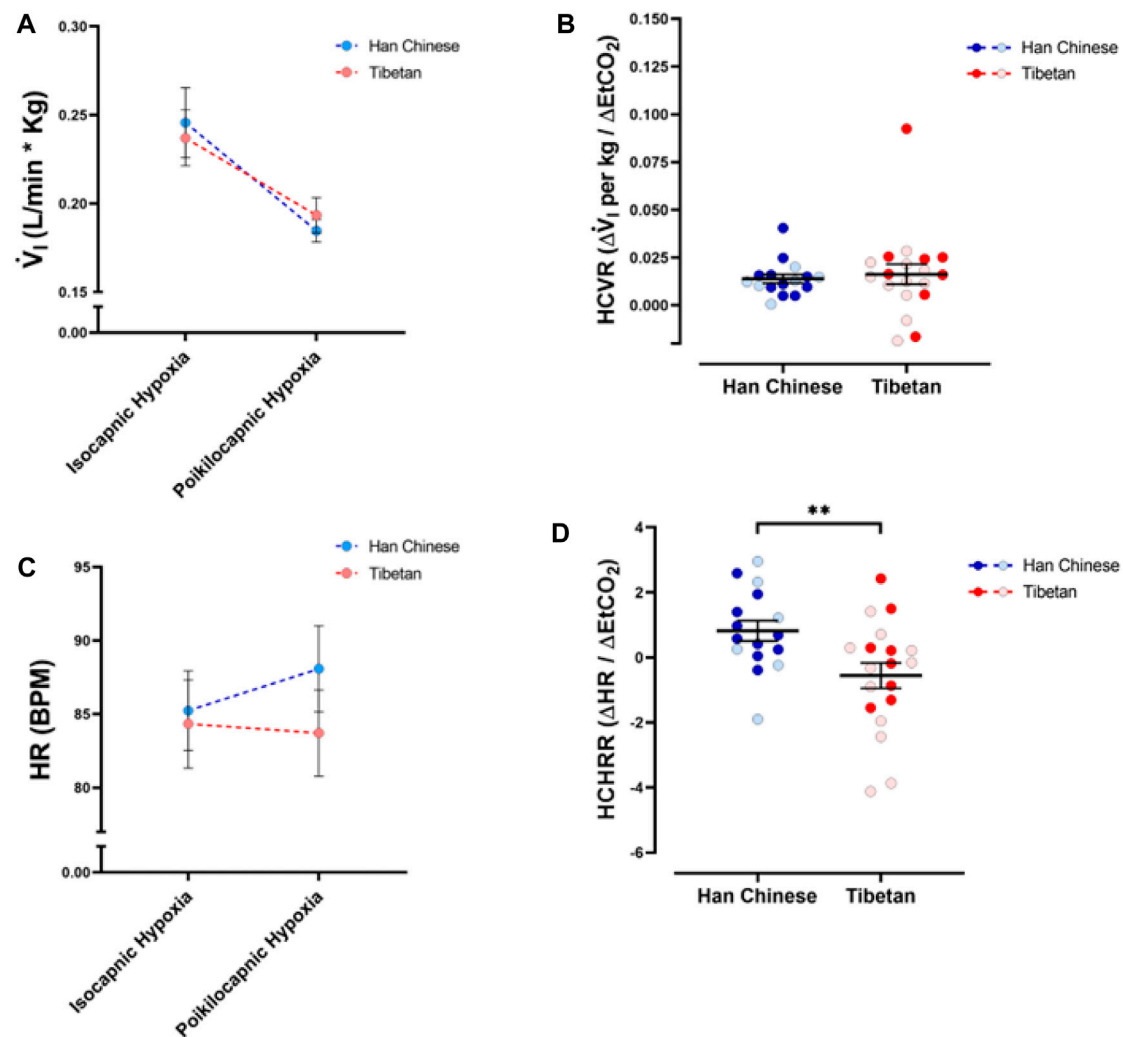 A
0.30
0.25
0.20
0.15
0.00
V̇I (L/min * Kg)
Han Chinese
Tibetan
Isocapnic Hypoxia
Poikilocapnic Hypoxia
B
0.150
0.125
0.100
0.075
0.050
0.025
0.000
HCVR (ΔV̇I per kg / ΔEtCO2)
Han Chinese
Tibetan
Han Chinese
Tibetan
C
95
90
85
80
0.00
HR (BPM)
Han Chinese
Tibetan
Isocapnic Hypoxia
Poikilocapnic Hypoxia
D
4
2
0
-2
-4
-6
HCHRR (ΔHR / ΔEtCO2)
**
Han Chinese
Tibetan
Han Chinese
Tibetan